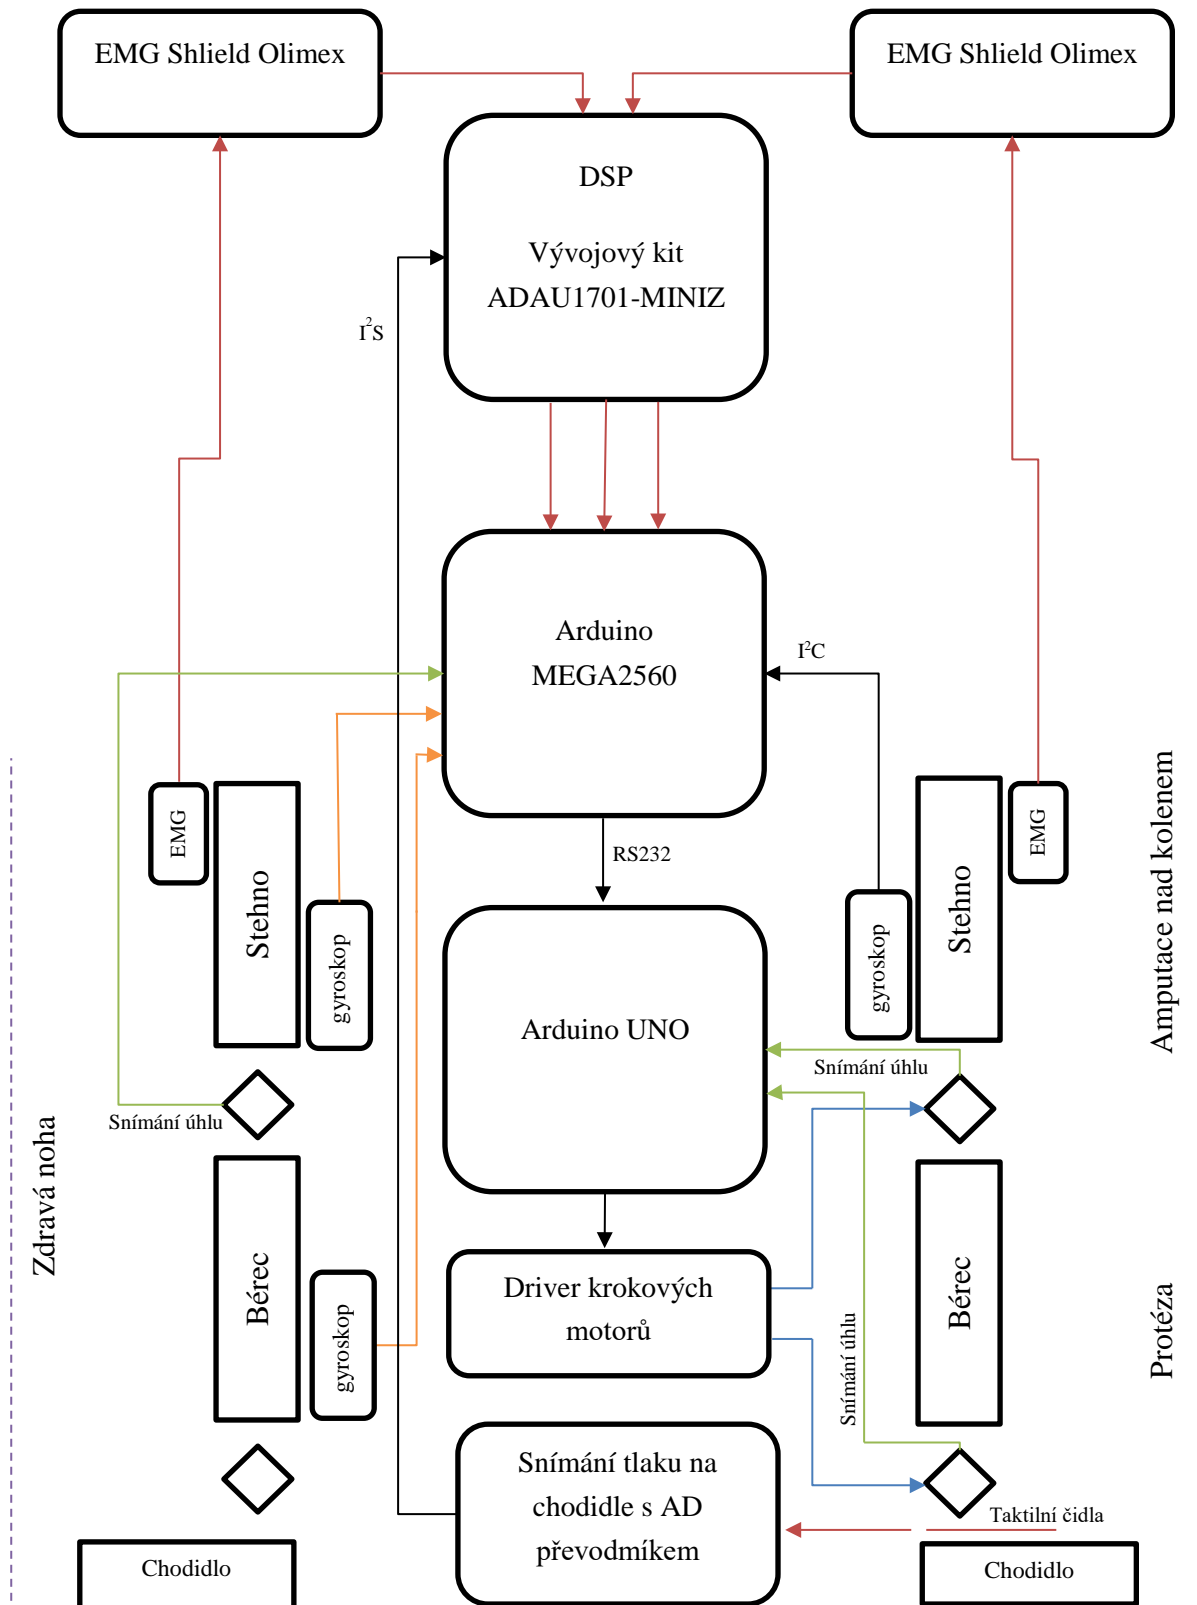 EMG Shlield Olimex
EMG Shlield Olimex
DSP
Vývojový kit
ADAU1701-MINIZ
I²S
Arduino
MEGA2560
I²C
RS232
EMG
Stehno
gyroskop
Stehno
EMG
gyroskop
Amputace nad kolenem
Arduino UNO
Snímání úhlu
Snímání úhlu
Zdravá noha
Bérec
gyroskop
Driver krokových
motorů
Snímání úhlu
Bérec
Protéza
Snímání tlaku na
chodidle s AD
převodmíkem
Taktilní čidla
Chodidlo
Chodidlo